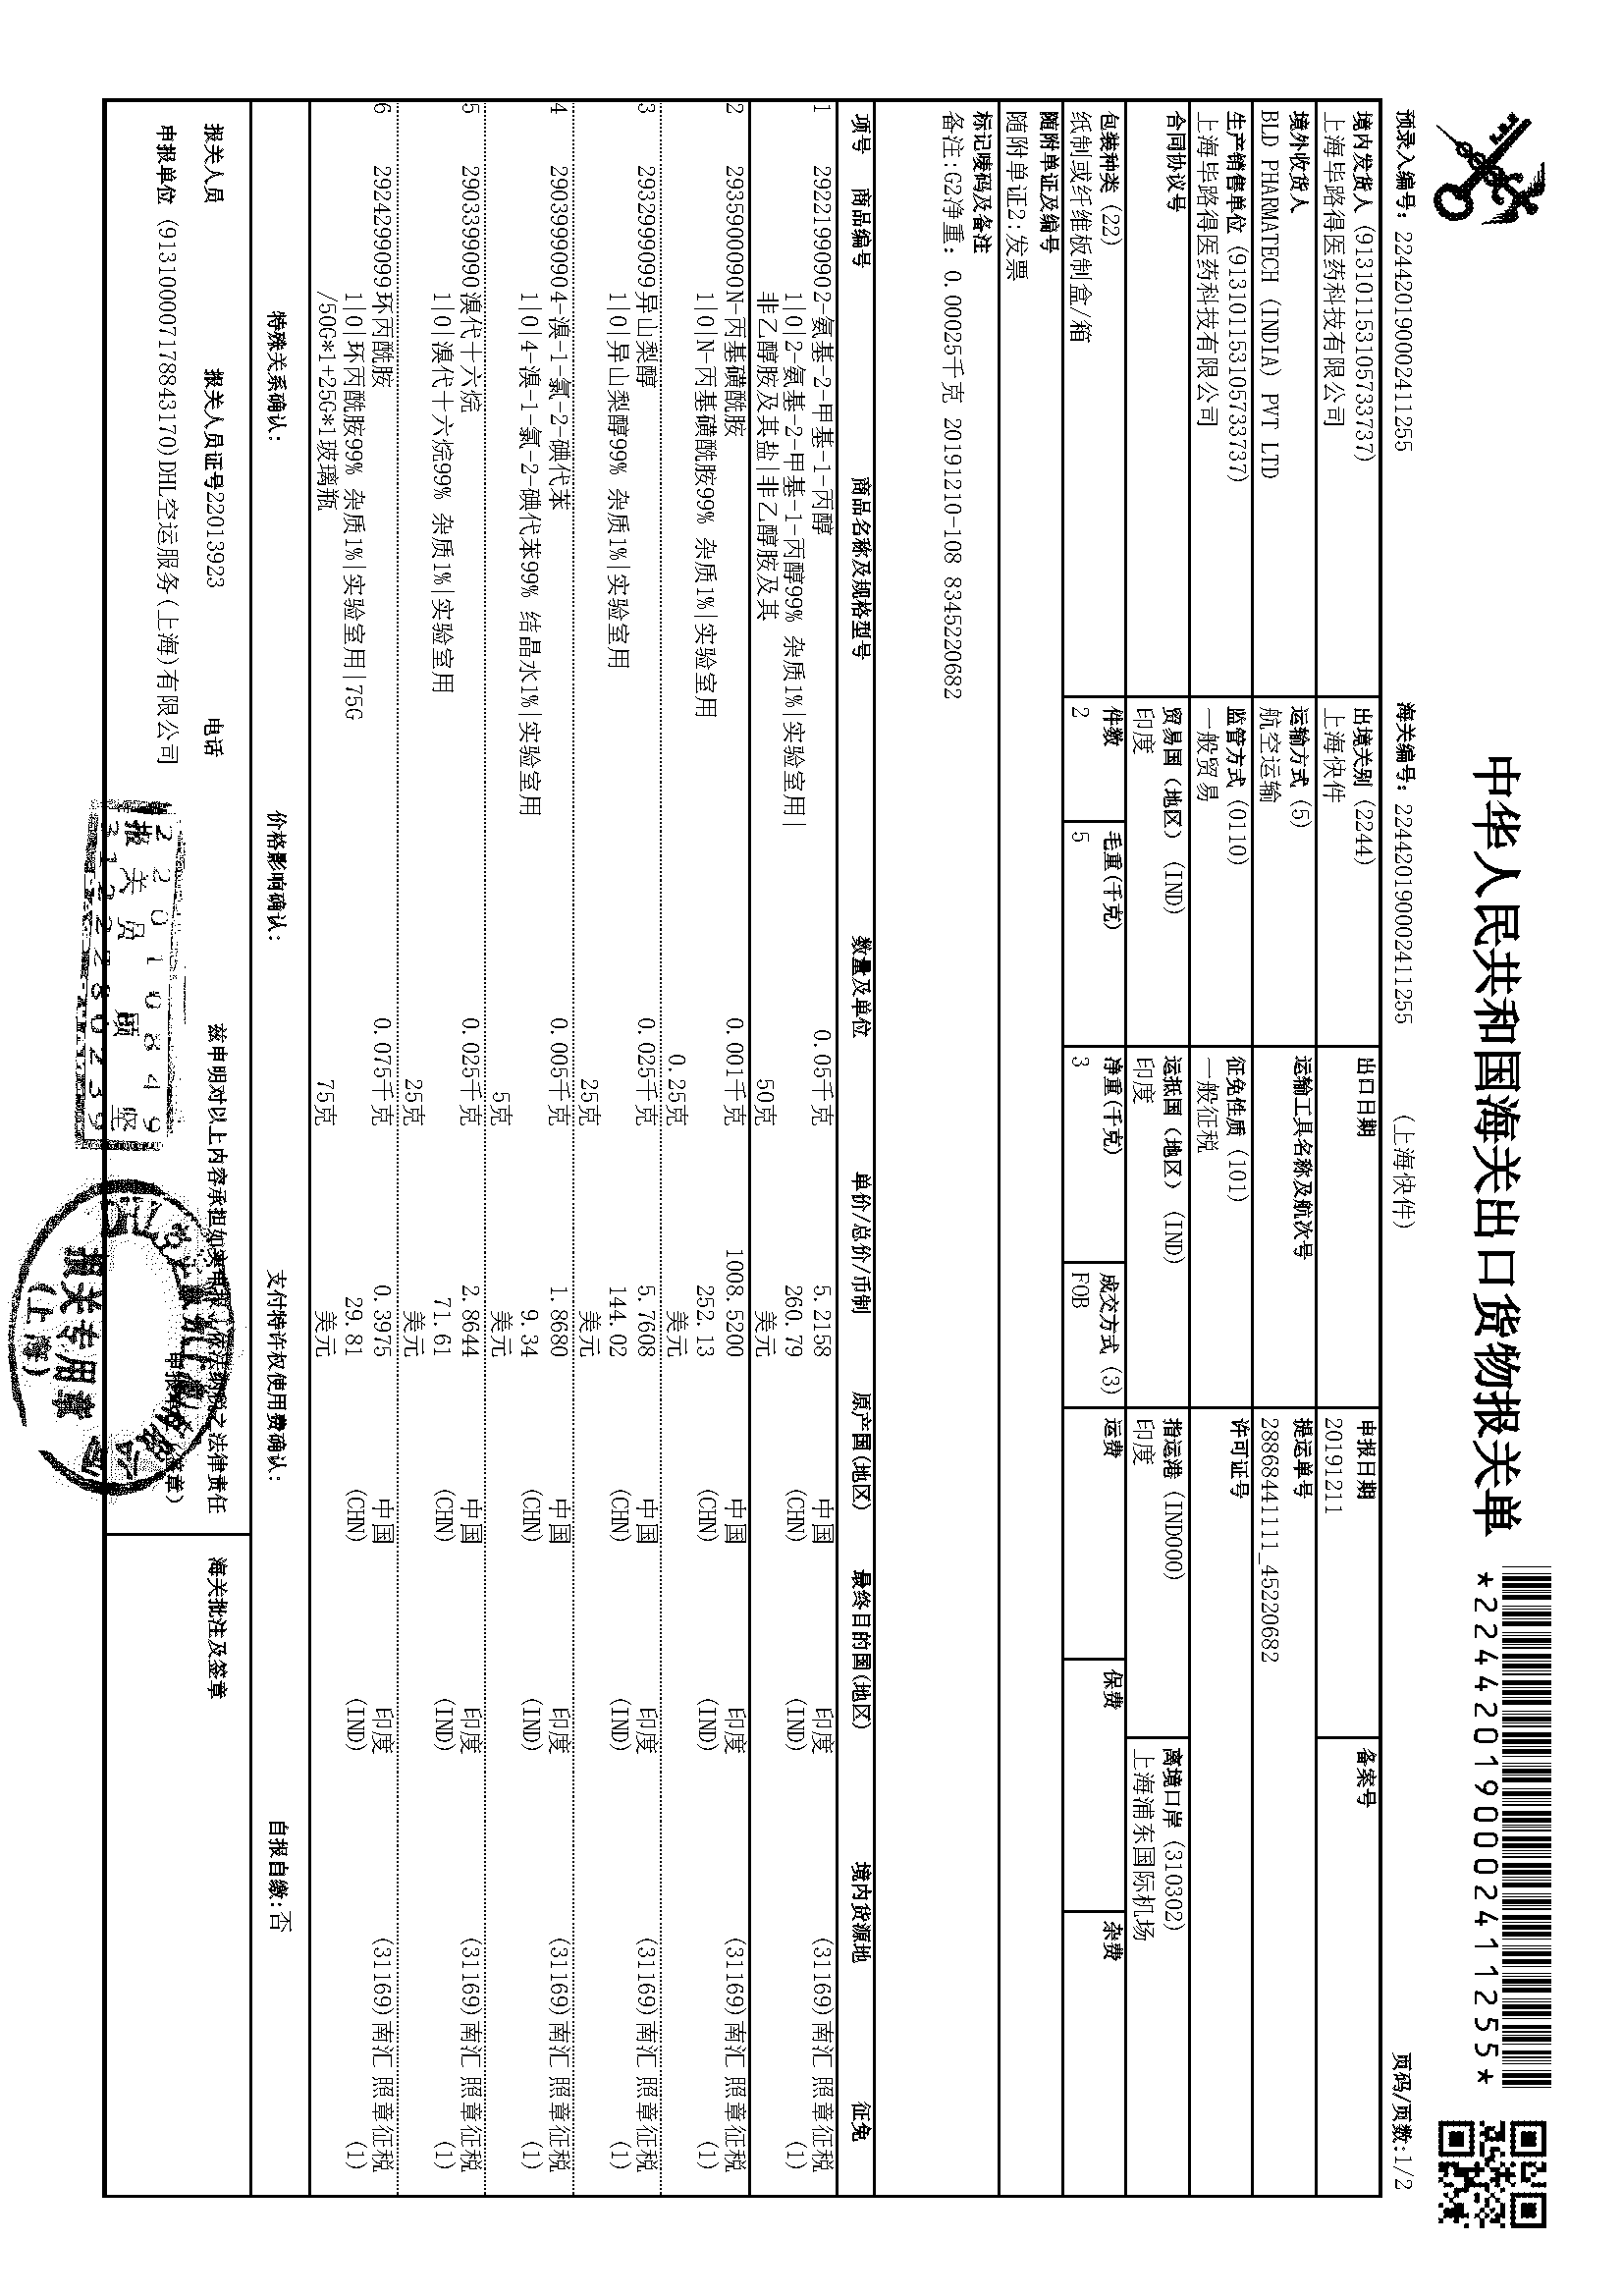 中华人民共和国海关出口货物报关单
*224420190002411255*
预录入编号：224420190002411255 海关编号：224420190002411255 (上海快件) 页码/页数:1/2
境内发货人 (913101153105733737) 出境关别 (2244) 出口日期 申报日期 备案号
上海毕路得医药科技有限公司 上海快件 20191211
境外收货人 运输方式 (5) 运输工具名称及航次号 提运单号
BLD PHARMATECH (INDIA) PVT LTD 航空运输 2886841111_45220682
生产销售单位 (913101153105733737) 监管方式 (0110) 征免性质 (101) 许可证号
上海毕路得医药科技有限公司 一般贸易 一般征税
合同协议号 贸易国（地区） (IND) 运抵国（地区） (IND) 指运港 (IND000) 离境口岸 (310302)
印度 印度 印度 上海浦东国际机场
包装种类 (22) 件数 毛重(千克) 净重(千克) 成交方式 (3) 运费 保费 杂费
纸制或纤维板制盒/箱 2 5 3 FOB
随附单证及编号
随附单证2:发票
标记唛码及备注
备注:G2净重: 0.00025千克 20191210-108 8345220682
项号 商品编号 商品名称及规格型号 数量及单位 单价/总价/币制 原产国(地区) 最终目的国(地区) 境内货源地 征免
1 2922199090 2-氨基-2-甲基-1-丙醇 0.05千克 5.2158 中国 印度 (31169)南汇 照章征税
1|0|2-氨基-2-甲基-1-丙醇99% 杂质1%|实验室用| 260.79 (CHN) (IND) (1)
非乙醇胺及其盐|非乙醇胺及其 50克 美元
2 2935900090 N-丙基磺酰胺 0.001千克 1008.5200 中国 印度 (31169)南汇 照章征税
1|0|N-丙基磺酰胺99% 杂质1%|实验室用 252.13 (CHN) (IND) (1)
0.25克 美元
3 2932999099 异山梨醇 0.025千克 5.7608 中国 印度 (31169)南汇 照章征税
1|0|异山梨醇99% 杂质1%|实验室用 144.02 (CHN) (IND) (1)
25克 美元
4 2903999090 4-溴-1-氯-2-碘代苯 0.005千克 1.8680 中国 印度 (31169)南汇 照章征税
1|0|4-溴-1-氯-2-碘代苯99% 结晶水1%|实验室用 9.34 (CHN) (IND) (1)
5克 美元
5 2903399090 溴代十六烷 0.025千克 2.8644 中国 印度 (31169)南汇 照章征税
1|0|溴代十六烷99% 杂质1%|实验室用 71.61 (CHN) (IND) (1)
25克 美元
6 2924299099 环丙酰胺 0.075千克 0.3975 中国 印度 (31169)南汇 照章征税
1|0|环丙酰胺99% 杂质1%|实验室用|75G 29.81 (CHN) (IND) (1)
/50G*1+25G*1玻璃瓶 75克 美元
特殊关系确认: 价格影响确认: 支付特许权使用费确认: 自报自缴:否
报关人员 报关人员证号22013923 电话 兹申明对以上内容承担如实申报、依法纳税之法律责任 海关批注及签章
申报单位 (913100007178843170)DHL空运服务(上海)有限公司
22010849
报关员 顾 坚
报关专用章
(上海)